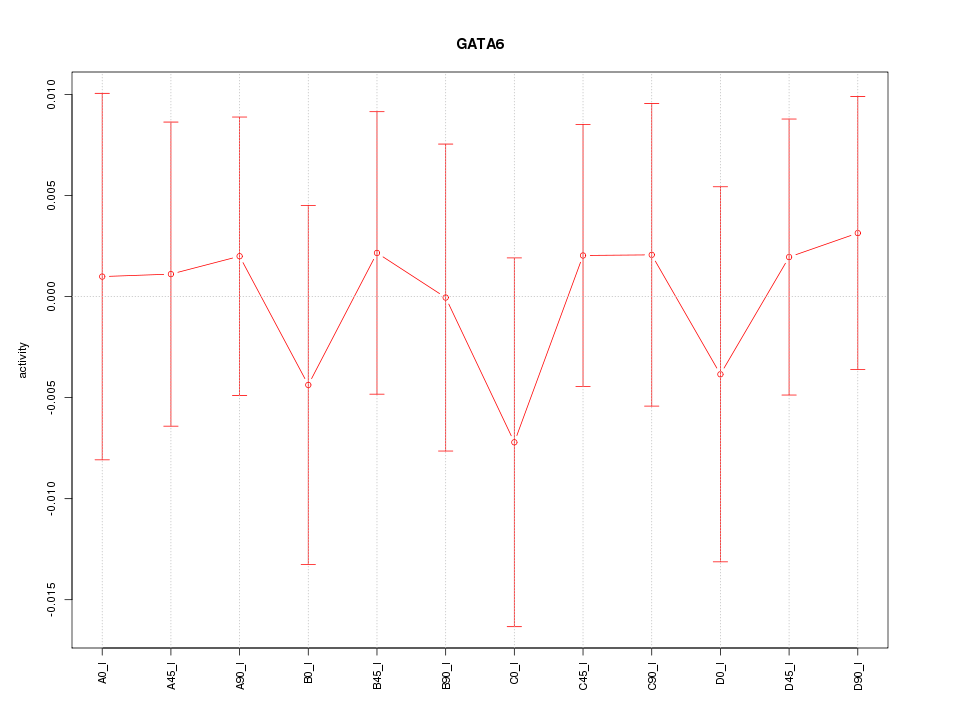 GATA6
activity
0.010
0.005
0.000
-0.005
-0.010
-0.015
A0_I
A45_I
A90_I
B0_I
B45_I
B90_I
C0_I
C45_I
C90_I
D0_I
D45_I
D90_I